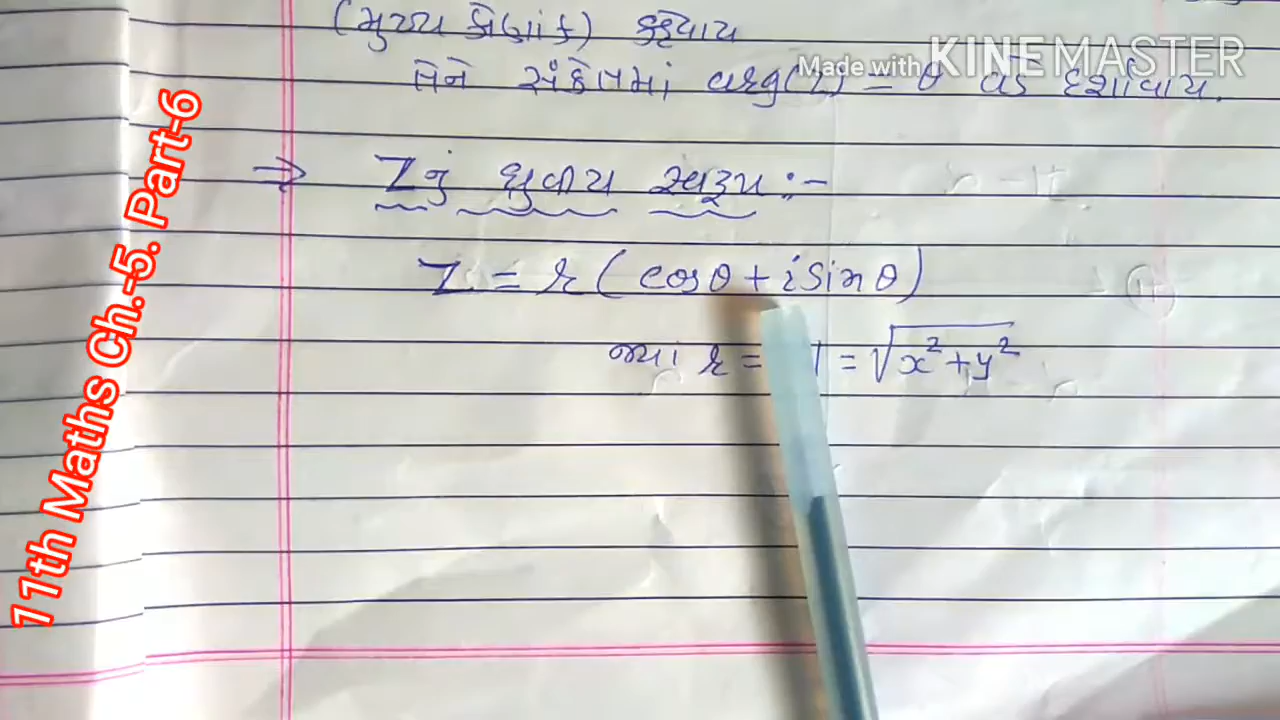 (મુખ્ય કોણાંક) કહેવાય
તેને સંકેતમાં arg(z) = θ વડે દર્શાવાય.
Made with KINEMASTER
11th Maths Ch.-5. Part-6
⇒ Z નું ધ્રુવીય સ્વરૂપ :-
Z = r ( cosθ + i sinθ )
જ્યાં r = | = √x²+y²